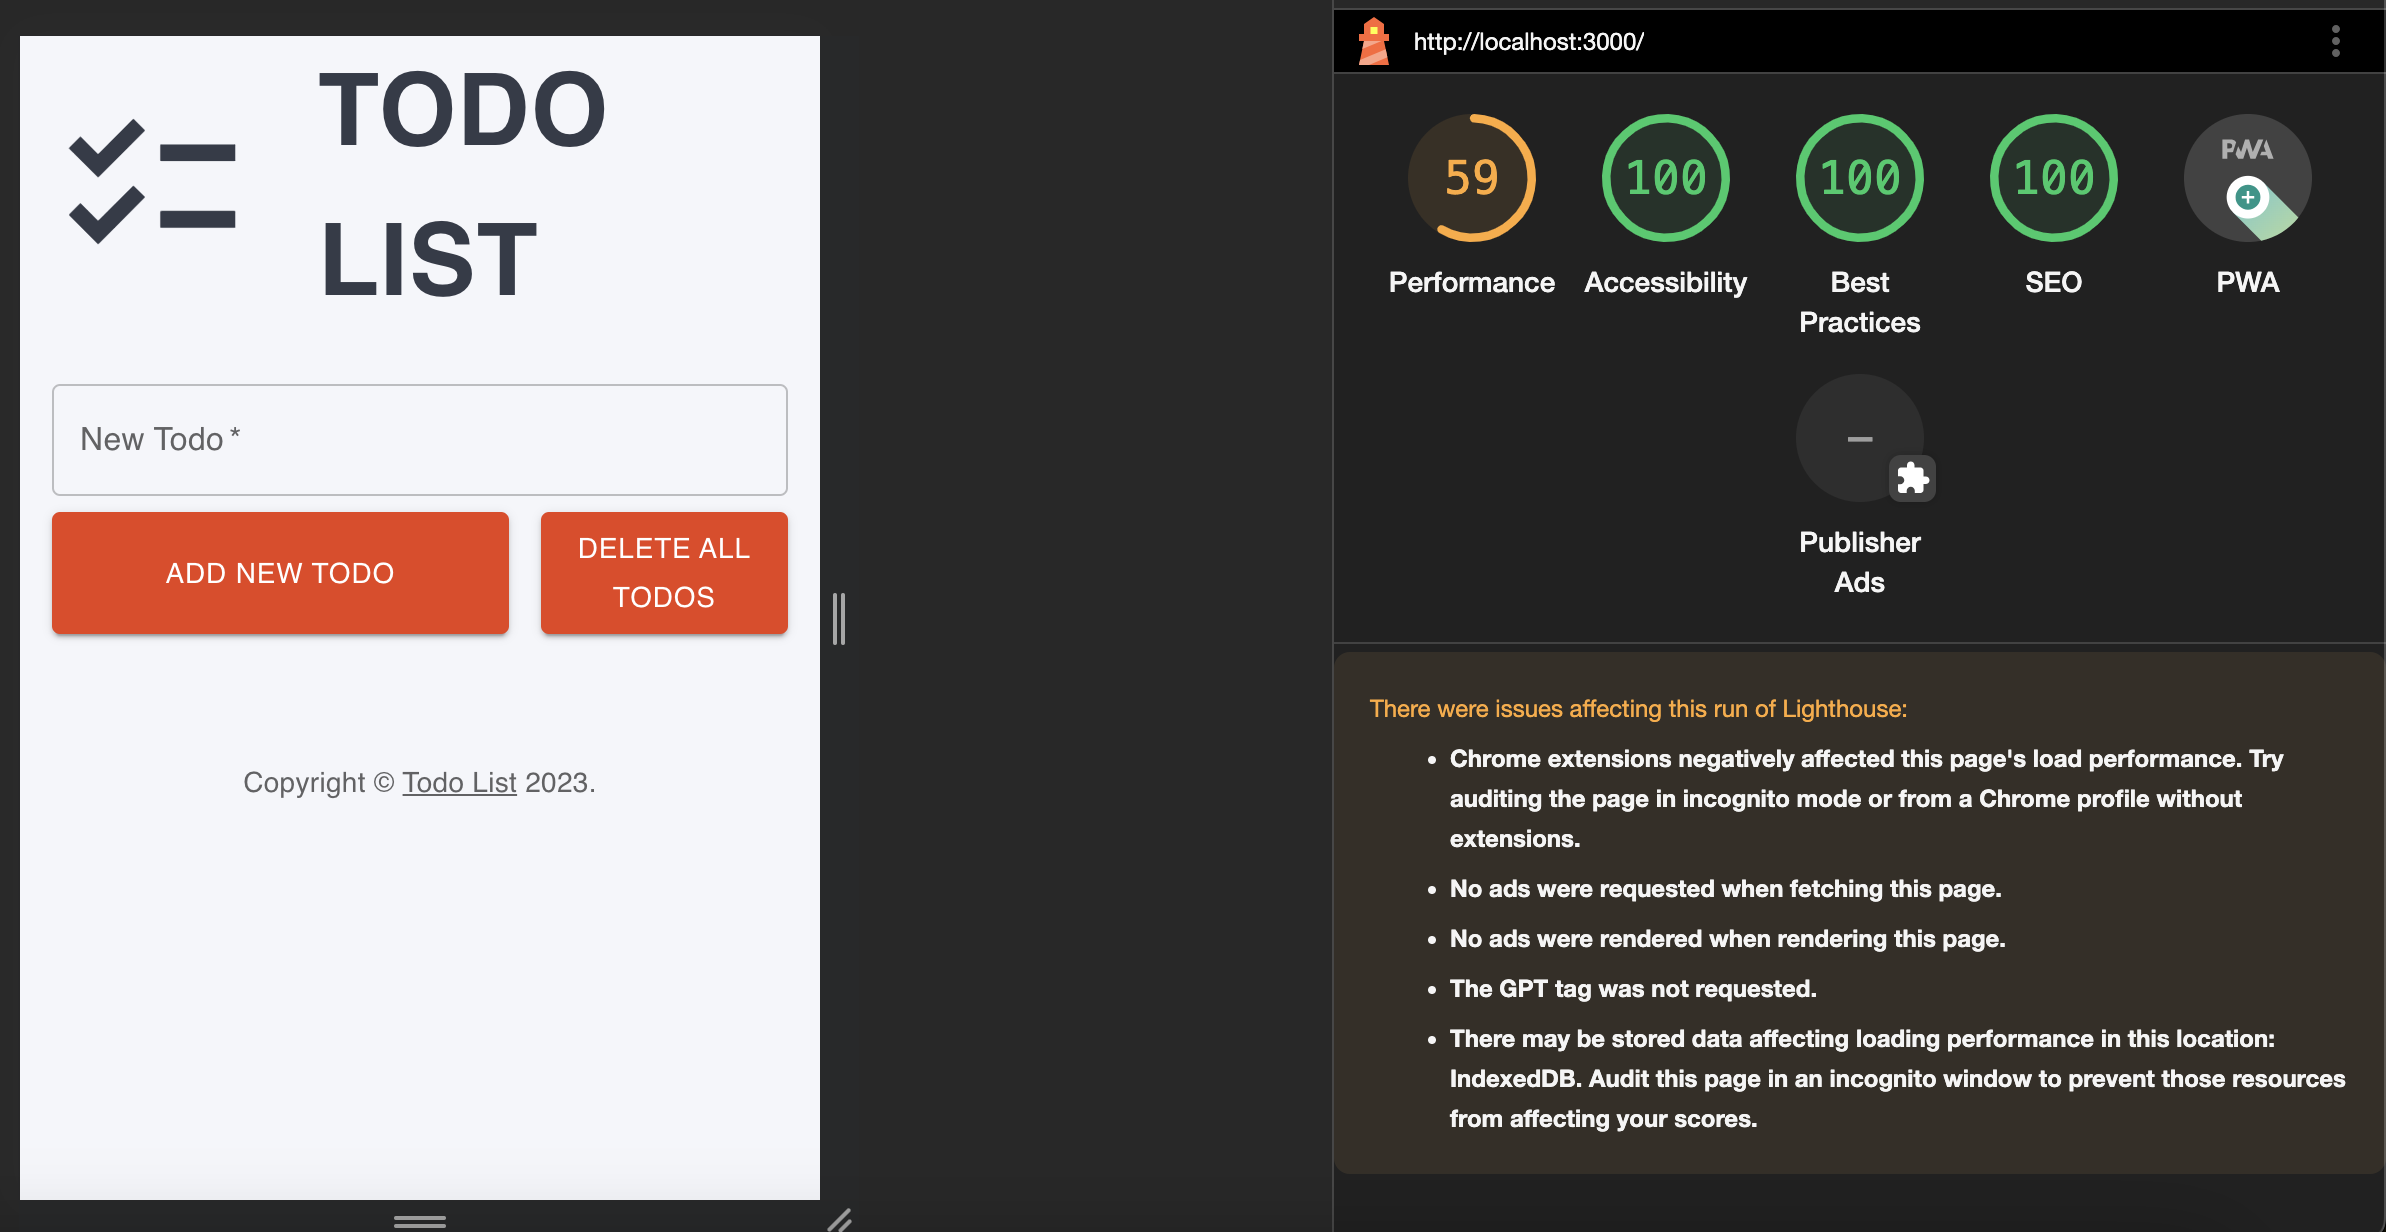 TODO
LIST
New Todo *
ADD NEW TODO
DELETE ALL
TODOS
Copyright © Todo List 2023.
http://localhost:3000/
59
100
100
100
PWA
Performance
Accessibility
Best
Practices
SEO
PWA
–
Publisher
Ads
There were issues affecting this run of Lighthouse:
• Chrome extensions negatively affected this page's load performance. Try
auditing the page in incognito mode or from a Chrome profile without
extensions.
• No ads were requested when fetching this page.
• No ads were rendered when rendering this page.
• The GPT tag was not requested.
• There may be stored data affecting loading performance in this location:
IndexedDB. Audit this page in an incognito window to prevent those resources
from affecting your scores.